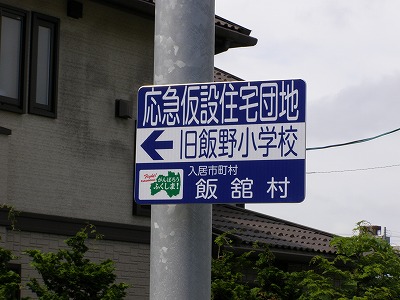 応急仮設住宅団地
旧飯野小学校
入居市町村
がんばろう
ふくしま!
飯舘村